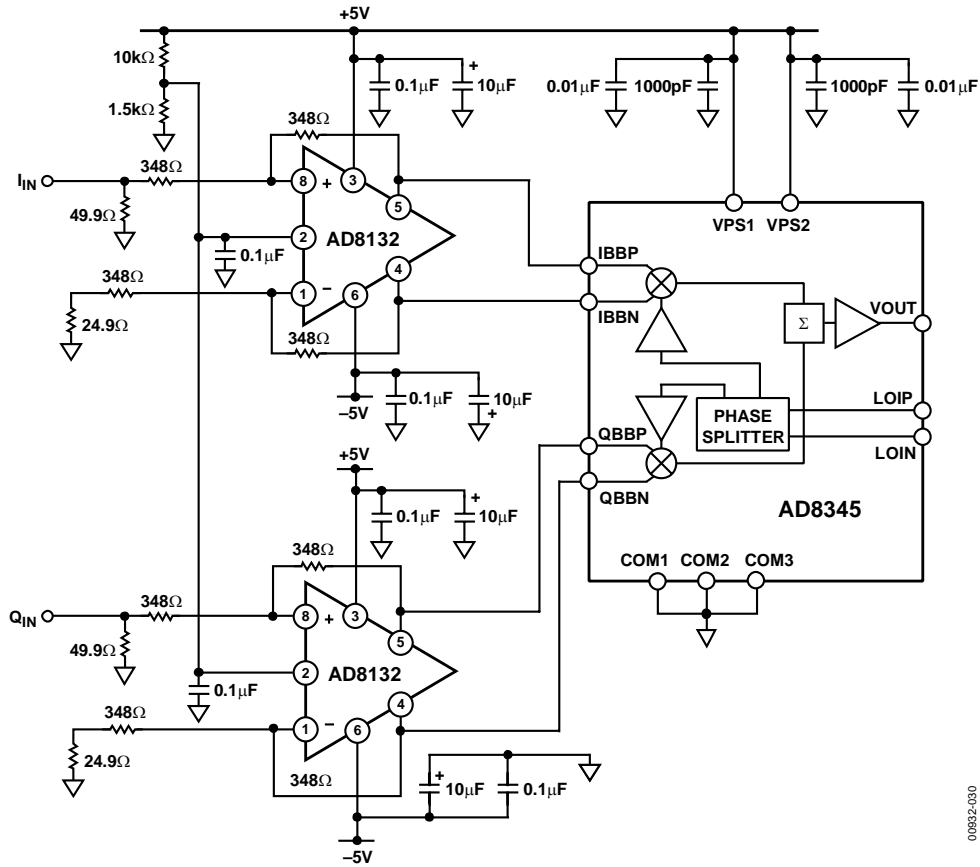 +5V
10kΩ
1.5kΩ
0.1µF
+
10µF
0.01µF
1000pF
1000pF
0.01µF
348Ω
348Ω
I_IN
49.9Ω
8
+
3
5
VPS1
VPS2
2
AD8132
0.1µF
4
348Ω
1
−
6
24.9Ω
348Ω
IBBP
IBBN
Σ
VOUT
LOIP
LOIN
PHASE
SPLITTER
QBBP
QBBN
AD8345
COM1
COM2
COM3
0.1µF
10µF
+
−5V
+5V
0.1µF
+
10µF
348Ω
348Ω
Q_IN
49.9Ω
8
+
3
5
2
AD8132
0.1µF
4
348Ω
1
−
6
24.9Ω
348Ω
+
10µF
0.1µF
−5V
00932-030